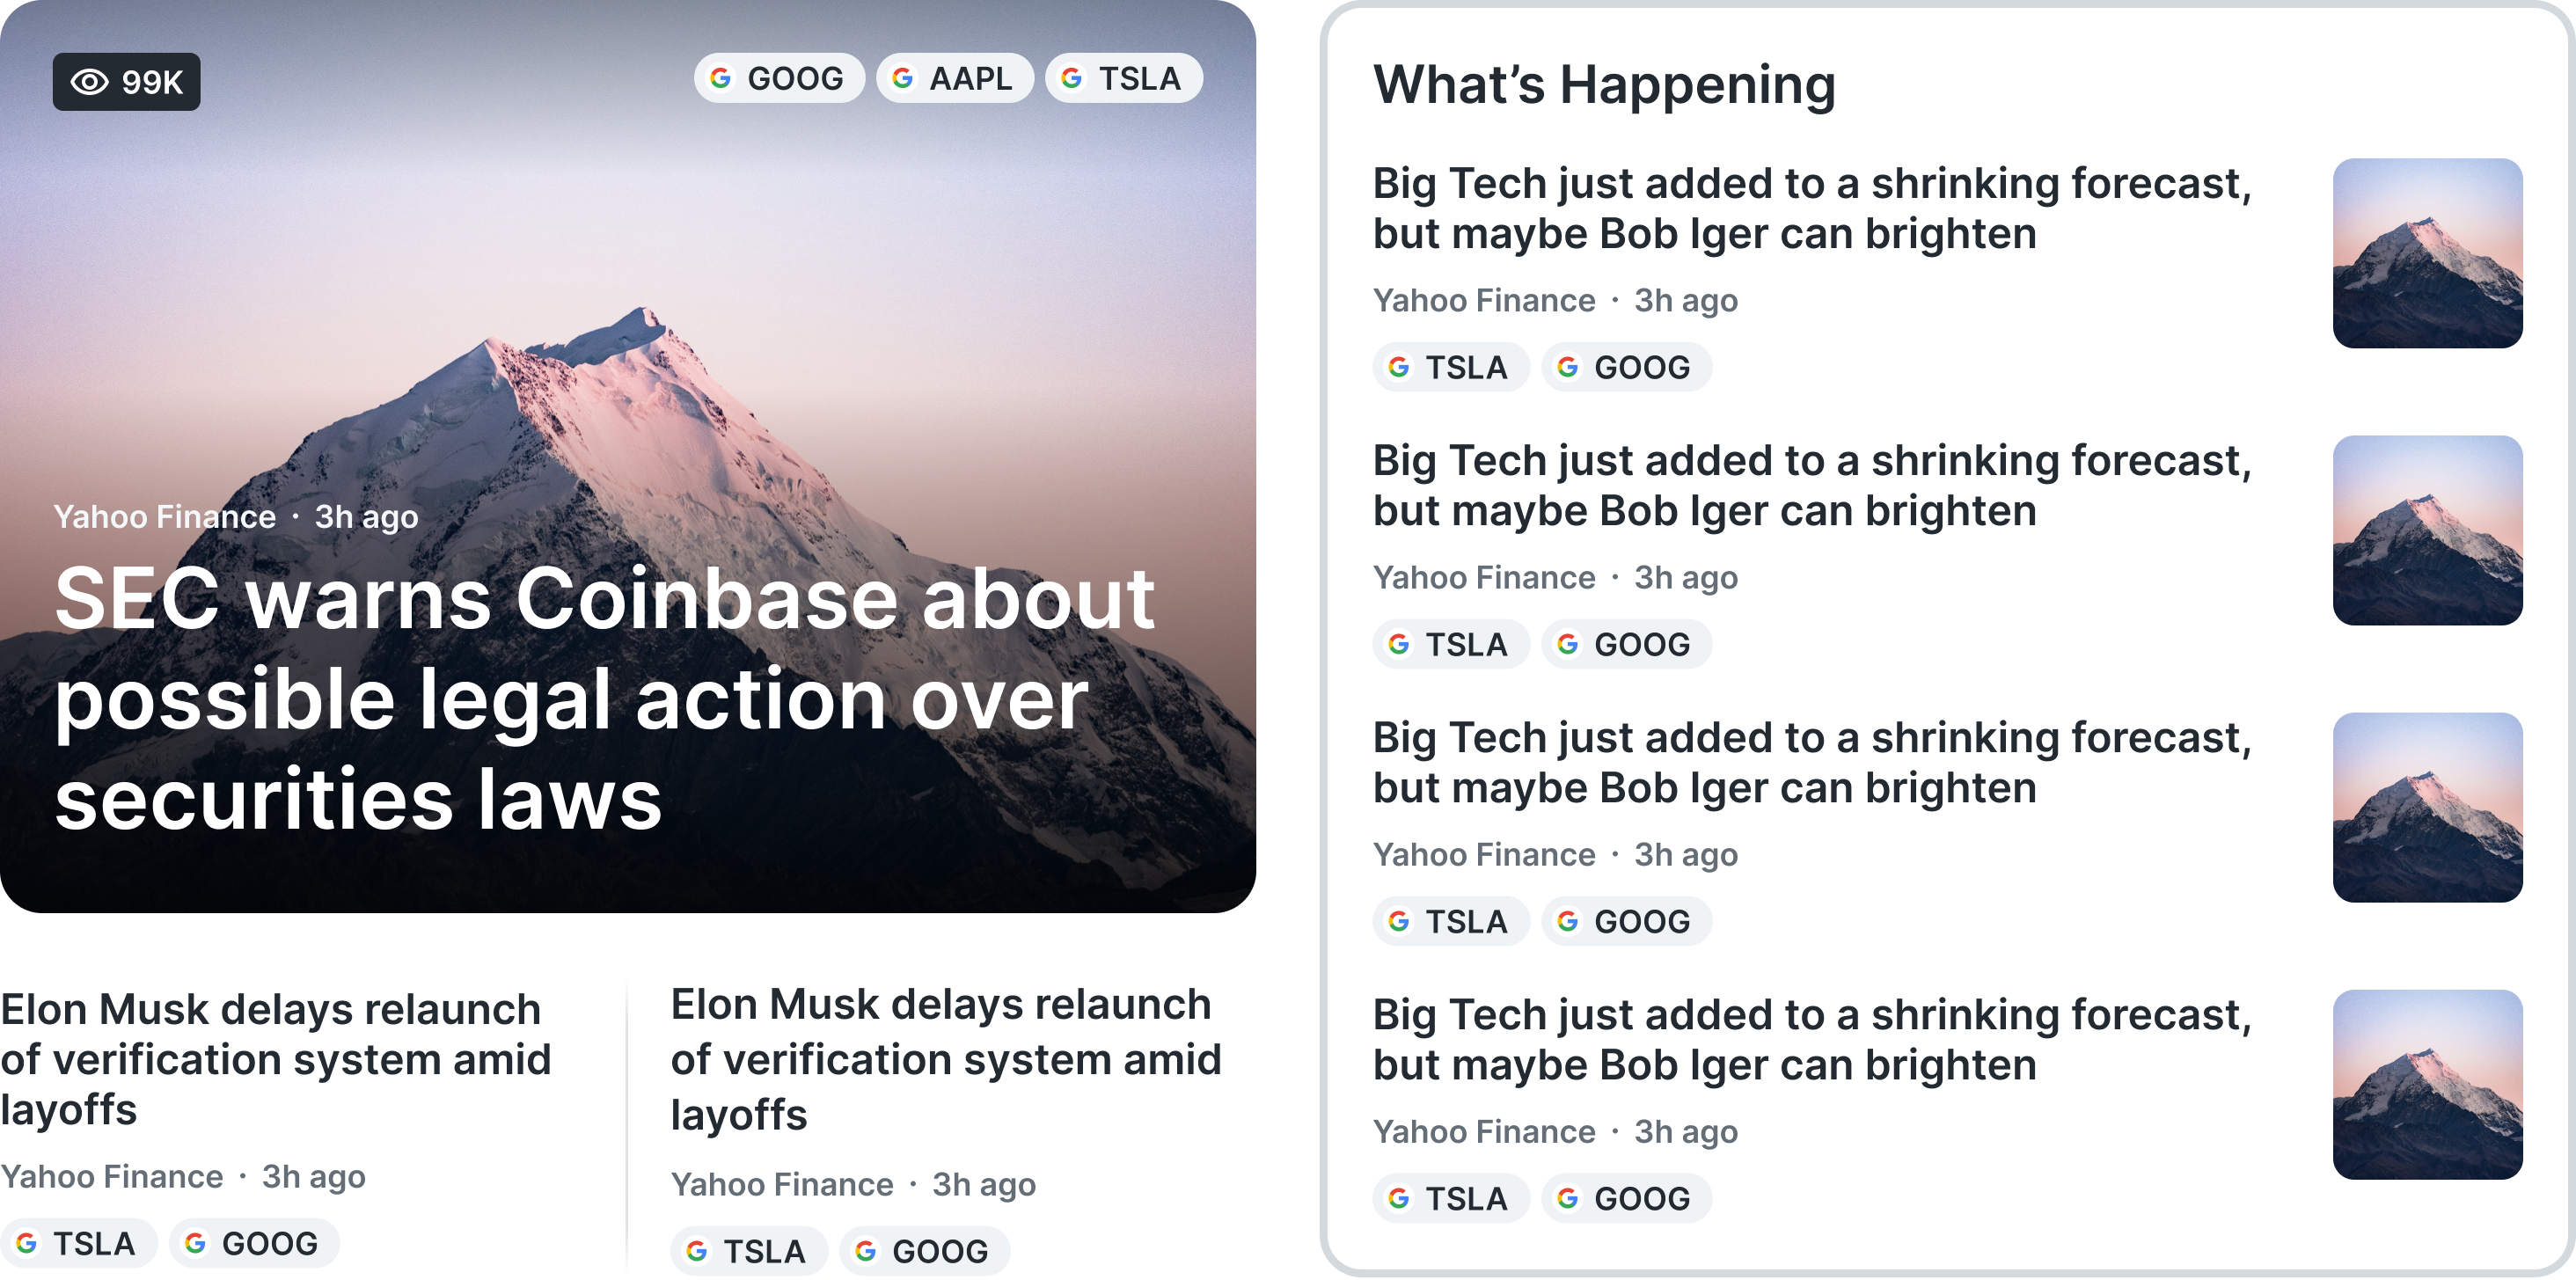 99K
GOOG AAPL TSLA
Yahoo Finance · 3h ago
SEC warns Coinbase about
possible legal action over
securities laws
Elon Musk delays relaunch
of verification system amid
layoffs
Yahoo Finance · 3h ago
TSLA GOOG
Elon Musk delays relaunch
of verification system amid
layoffs
Yahoo Finance · 3h ago
TSLA GOOG
What’s Happening
Big Tech just added to a shrinking forecast,
but maybe Bob Iger can brighten
Yahoo Finance · 3h ago
TSLA GOOG
Big Tech just added to a shrinking forecast,
but maybe Bob Iger can brighten
Yahoo Finance · 3h ago
TSLA GOOG
Big Tech just added to a shrinking forecast,
but maybe Bob Iger can brighten
Yahoo Finance · 3h ago
TSLA GOOG
Big Tech just added to a shrinking forecast,
but maybe Bob Iger can brighten
Yahoo Finance · 3h ago
TSLA GOOG